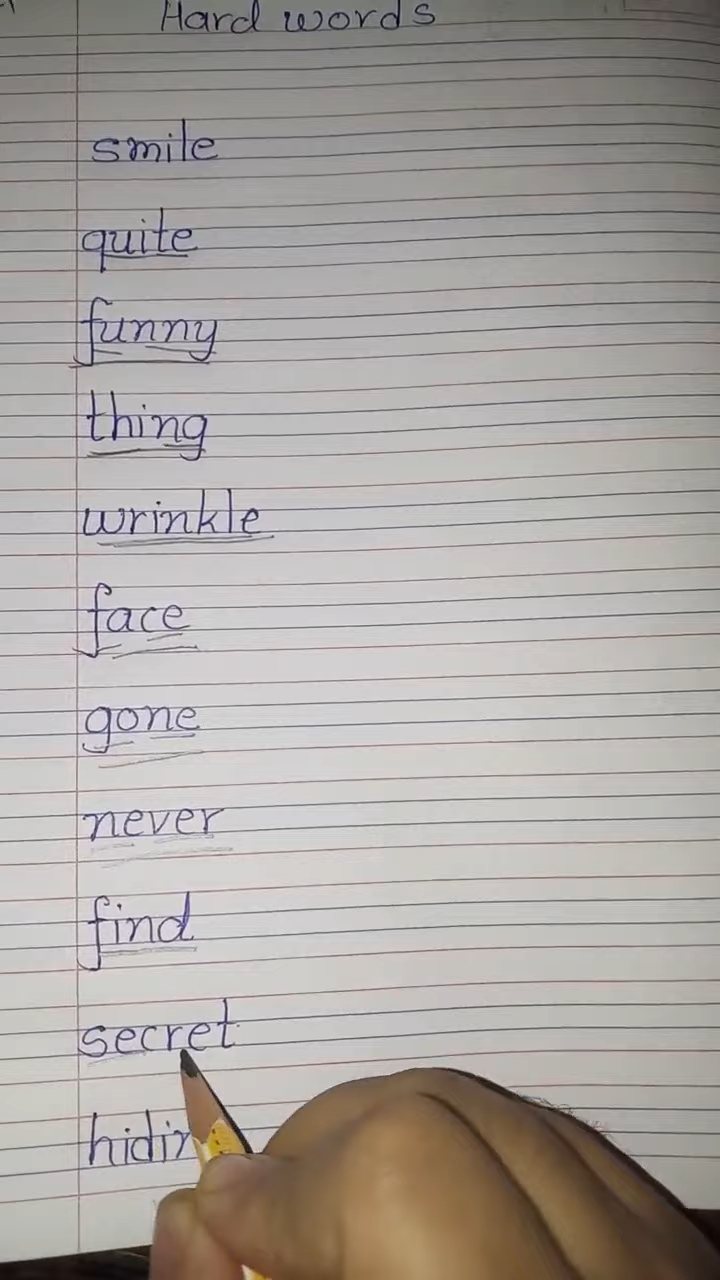 Hard words
smile
quite
funny
thing
wrinkle
face
gone
never
find
secret